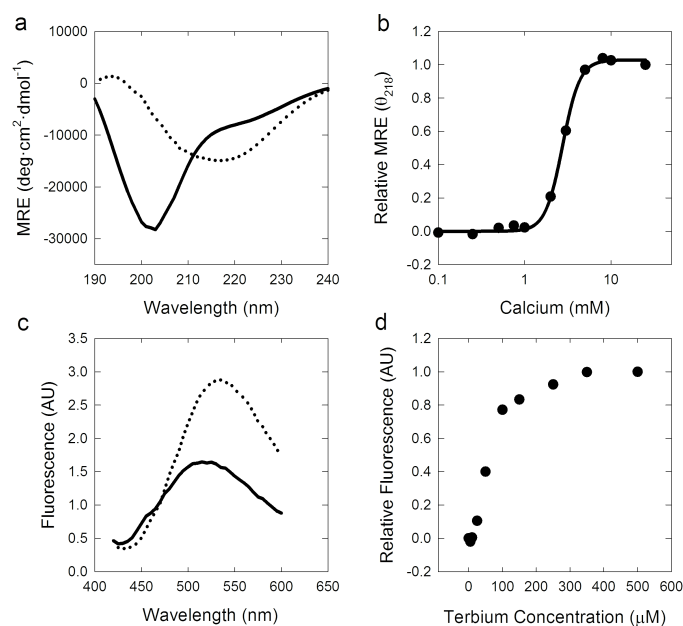 a
MRE (deg·cm²·dmol⁻¹)
10000
0
-10000
-20000
-30000
190 200 210 220 230 240
Wavelength (nm)
b
Relative MRE (θ₂₁₈)
1.2
1.0
0.8
0.6
0.4
0.2
0.0
-0.2
0.1 1 10
Calcium (mM)
c
Fluorescence (AU)
3.5
3.0
2.5
2.0
1.5
1.0
0.5
0.0
400 450 500 550 600 650
Wavelength (nm)
d
Relative Fluorescence (AU)
1.2
1.0
0.8
0.6
0.4
0.2
0.0
-0.2
0 100 200 300 400 500 600
Terbium Concentration (μM)